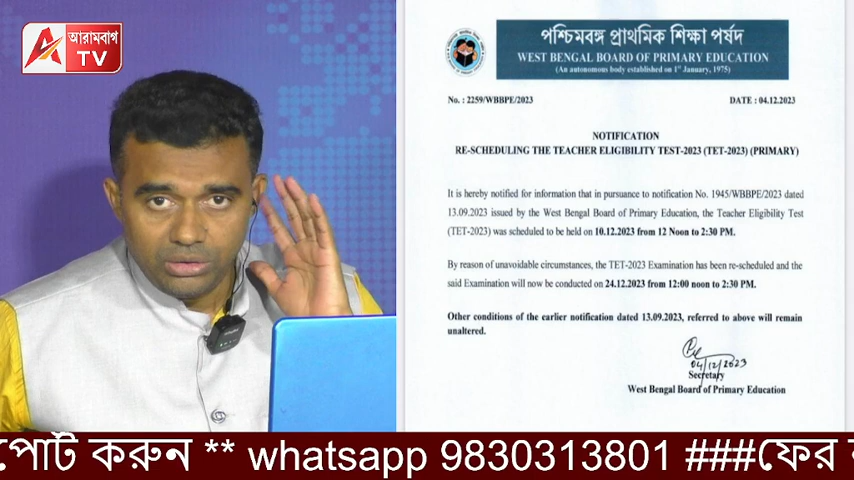 আরামবাগ
TV
পশ্চিমবঙ্গ প্রাথমিক শিক্ষা পর্ষদ
WEST BENGAL BOARD OF PRIMARY EDUCATION
(An autonomous body established on 1st January, 1975)
No. : 2259/WBBPE/2023 DATE : 04.12.2023
NOTIFICATION
RE-SCHEDULING THE TEACHER ELIGIBILITY TEST-2023 (TET-2023) (PRIMARY)
It is hereby notified for information that in pursuance to notification No. 1945/WBBPE/2023 dated
13.09.2023 issued by the West Bengal Board of Primary Education, the Teacher Eligibility Test
(TET-2023) was scheduled to be held on 10.12.2023 from 12 Noon to 2:30 PM.
By reason of unavoidable circumstances, the TET-2023 Examination has been re-scheduled and the
said Examination will now be conducted on 24.12.2023 from 12:00 noon to 2:30 PM.
Other conditions of the earlier notification dated 13.09.2023, referred to above will remain
unaltered.
04/12/2023
Secretary
West Bengal Board of Primary Education
পোর্ট করুন ** whatsapp 9830313801 ###ফের